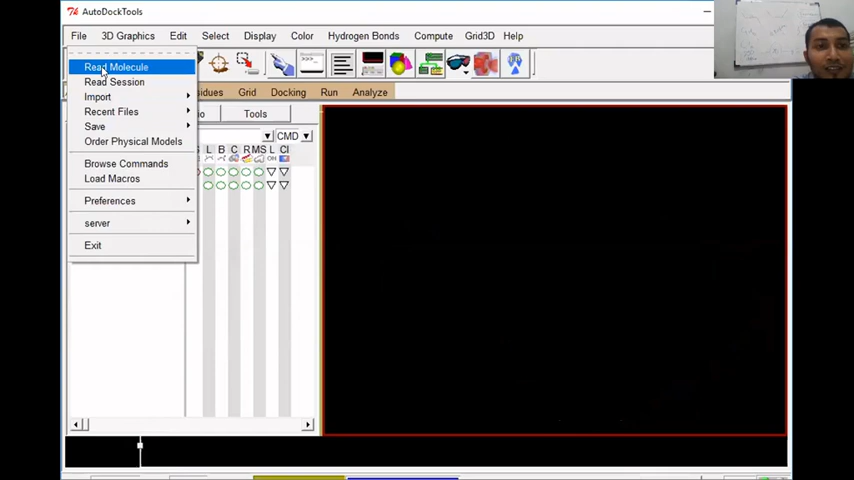 AutoDockTools
File 3D Graphics Edit Select Display Color Hydrogen Bonds Compute Grid3D Help
Read Molecule
Read Session
Import
Recent Files
Save
Order Physical Models
Browse Commands
Load Macros
Preferences
server
Exit
Grid Docking Run Analyze
Tools
CMD
L B C R MS L Cl